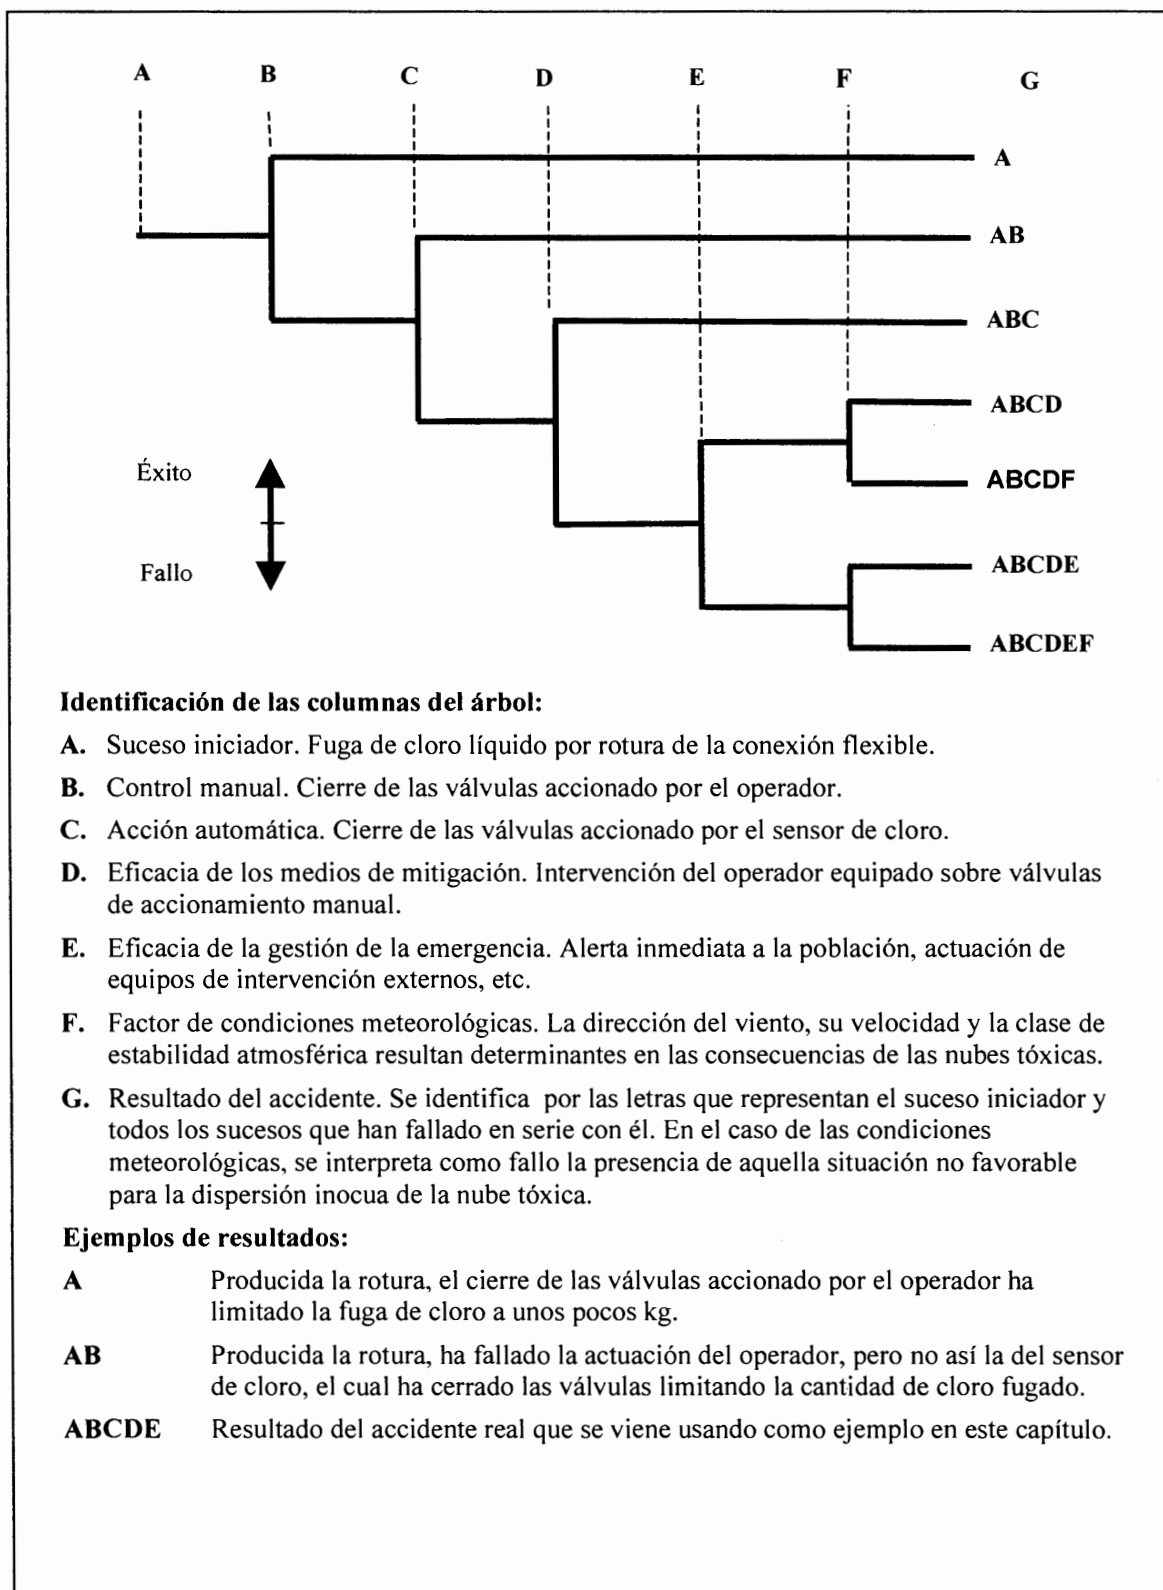 A B C D E F G
A
AB
ABC
ABCD
Éxito
ABCDF
Fallo
ABCDE
ABCDEF
Identificación de las columnas del árbol:
A. Suceso iniciador. Fuga de cloro líquido por rotura de la conexión flexible.
B. Control manual. Cierre de las válvulas accionado por el operador.
C. Acción automática. Cierre de las válvulas accionado por el sensor de cloro.
D. Eficacia de los medios de mitigación. Intervención del operador equipado sobre válvulas
de accionamiento manual.
E. Eficacia de la gestión de la emergencia. Alerta inmediata a la población, actuación de
equipos de intervención externos, etc.
F. Factor de condiciones meteorológicas. La dirección del viento, su velocidad y la clase de
estabilidad atmosférica resultan determinantes en las consecuencias de las nubes tóxicas.
G. Resultado del accidente. Se identifica por las letras que representan el suceso iniciador y
todos los sucesos que han fallado en serie con él. En el caso de las condiciones
meteorológicas, se interpreta como fallo la presencia de aquella situación no favorable
para la dispersión inocua de la nube tóxica.
Ejemplos de resultados:
A Producida la rotura, el cierre de las válvulas accionado por el operador ha
limitado la fuga de cloro a unos pocos kg.
AB Producida la rotura, ha fallado la actuación del operador, pero no así la del sensor
de cloro, el cual ha cerrado las válvulas limitando la cantidad de cloro fugado.
ABCDE Resultado del accidente real que se viene usando como ejemplo en este capítulo.